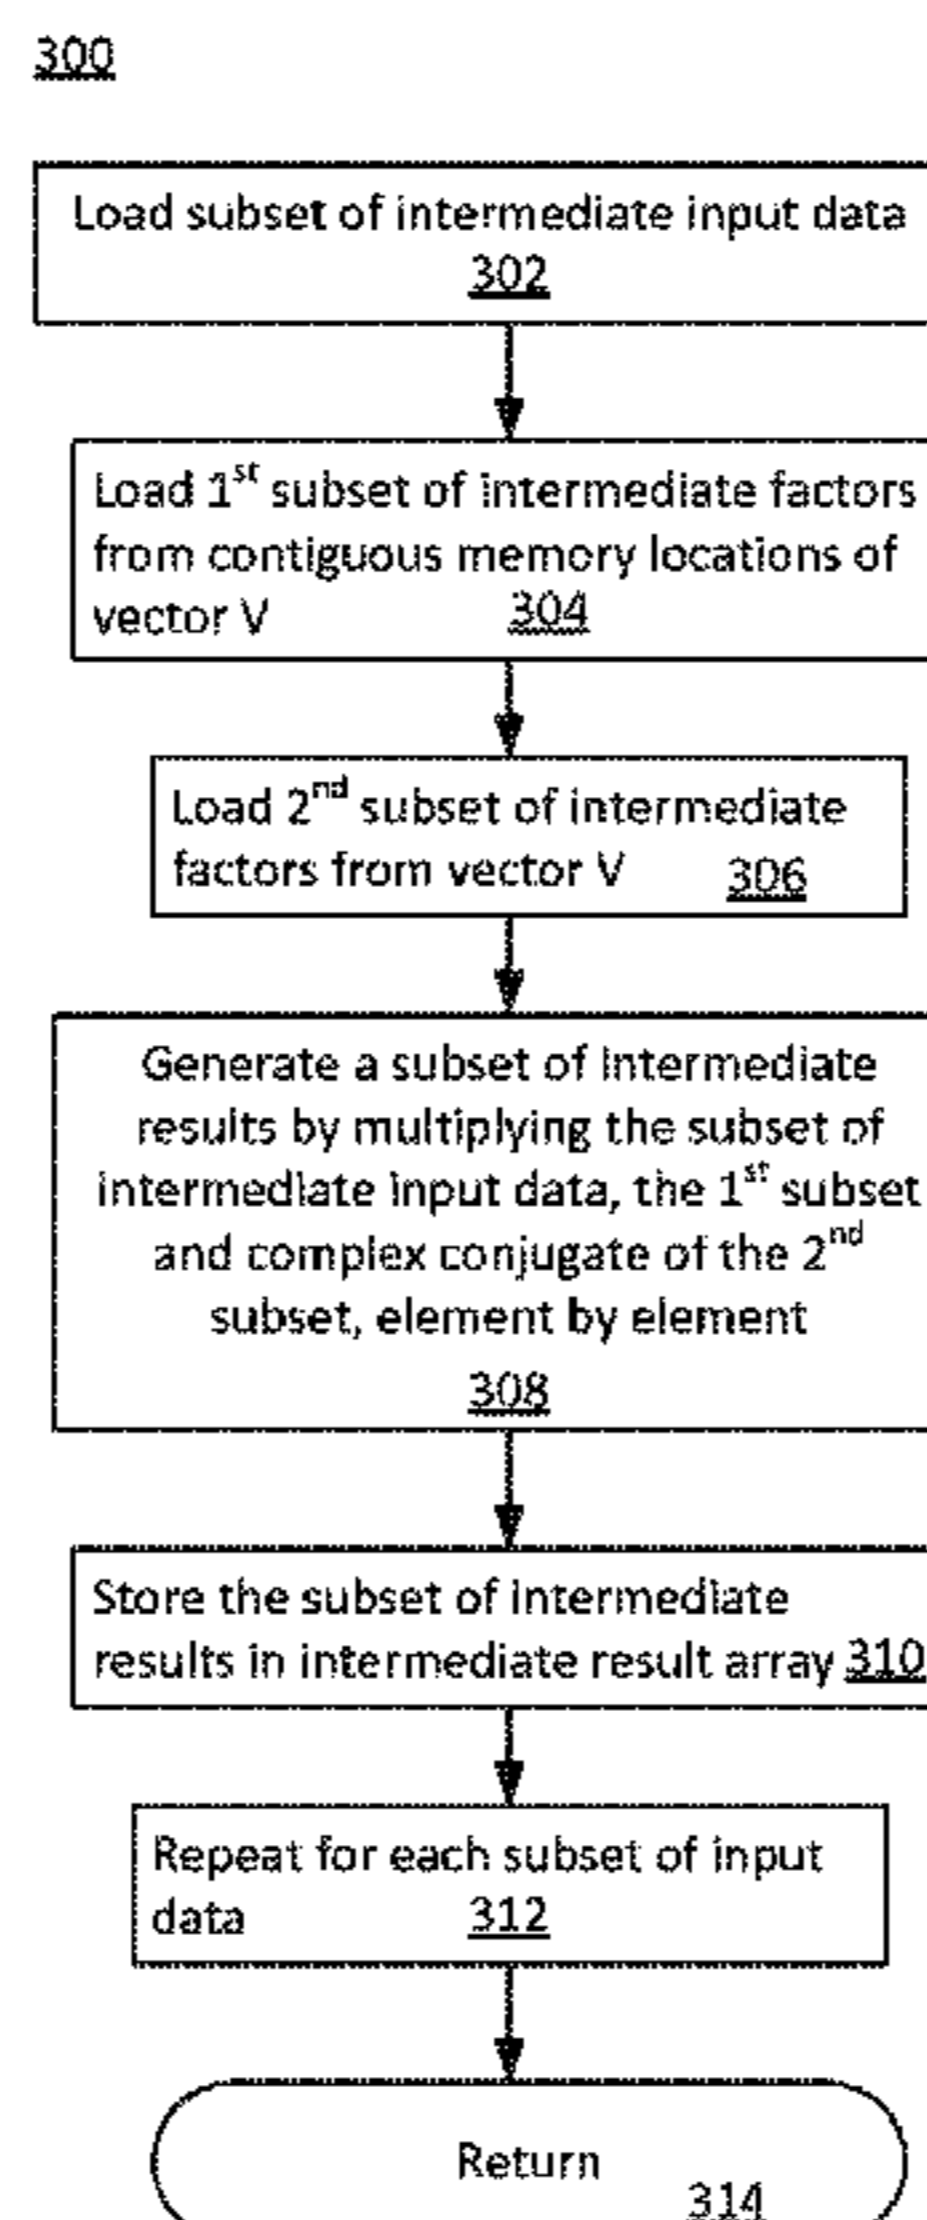 300
Load subset of intermediate input data
302
Load 1st subset of intermediate factors
from contiguous memory locations of
vector V 304
Load 2nd subset of intermediate
factors from vector V 306
Generate a subset of intermediate
results by multiplying the subset of
intermediate input data, the 1st subset
and complex conjugate of the 2nd
subset, element by element
308
Store the subset of intermediate
results in intermediate result array 310
Repeat for each subset of input
data 312
Return
314